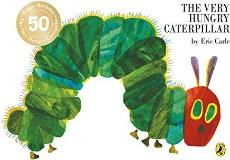 THE VERY
HUNGRY
CATERPILLAR
by Eric Carle
50